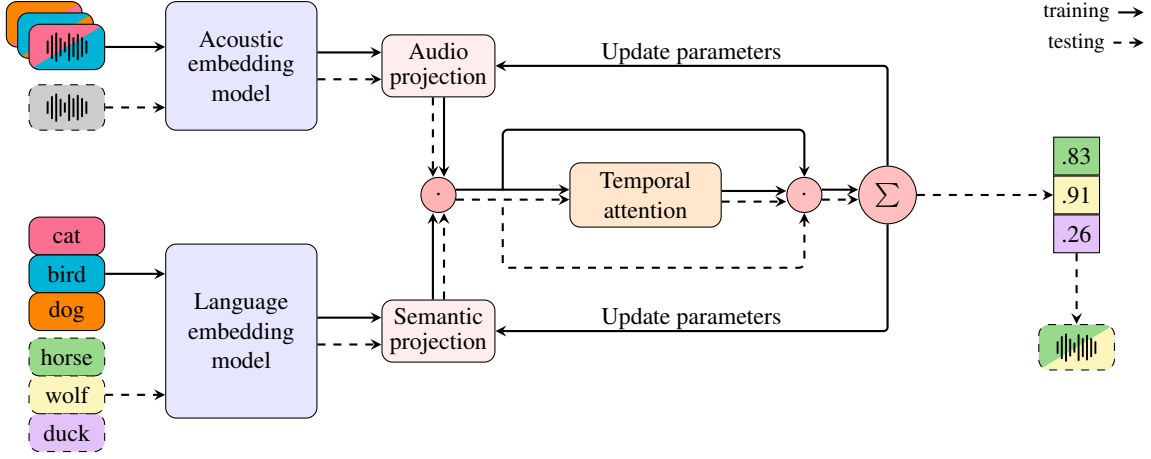 training
testing
Acoustic
embedding
model
Audio
projection
Update parameters
.83
.91
.26
Temporal
attention
·
·
∑
cat
bird
dog
horse
wolf
duck
Language
embedding
model
Semantic
projection
Update parameters